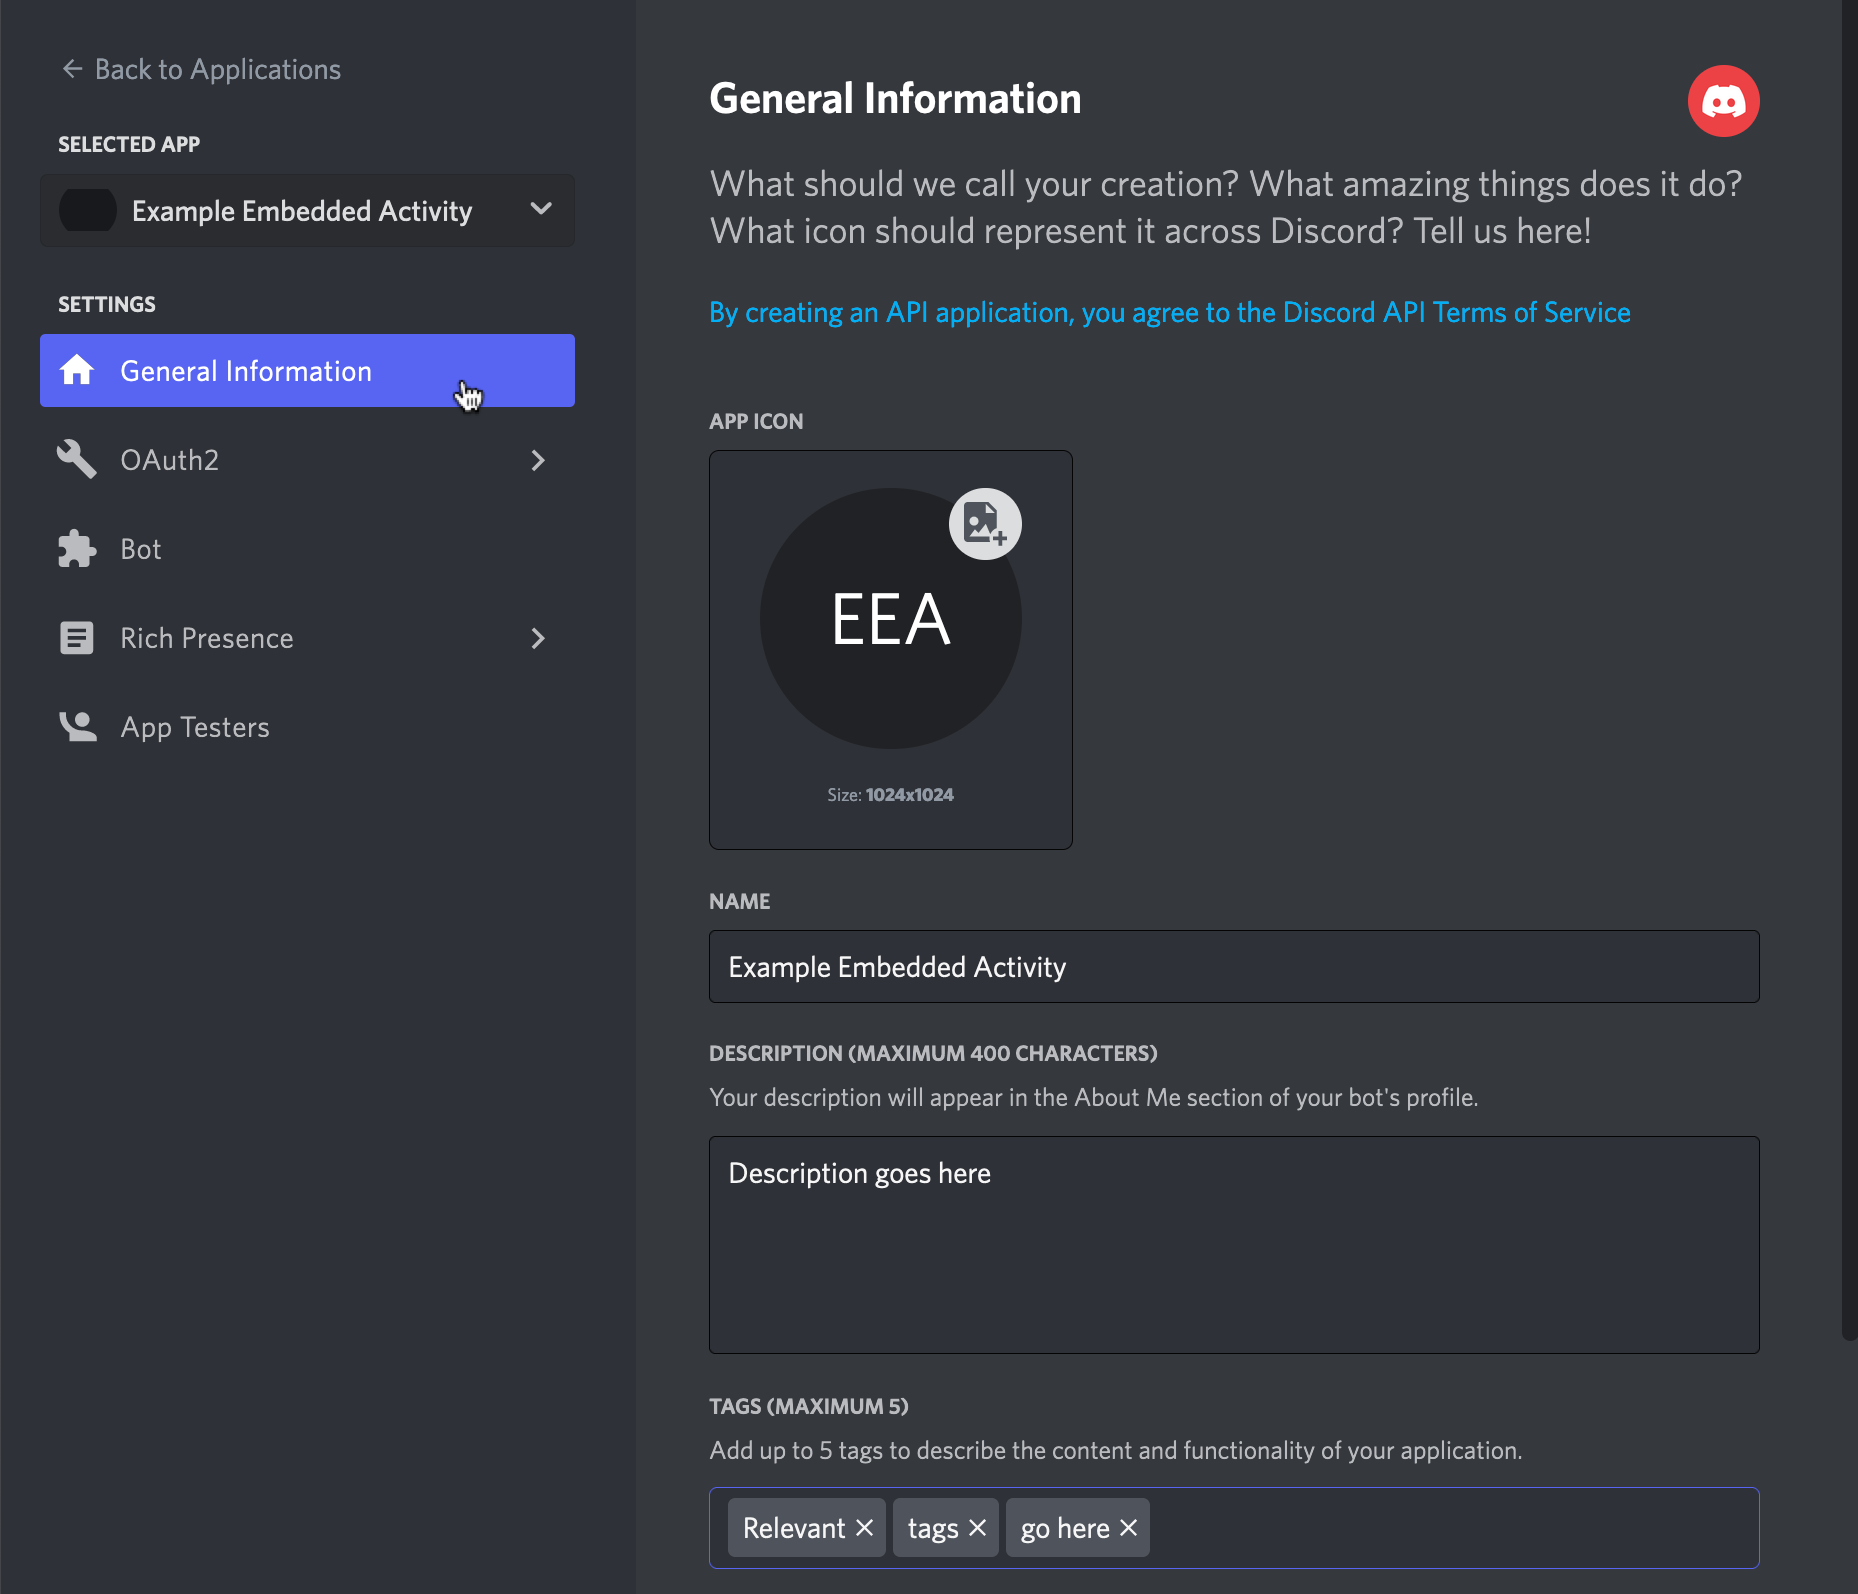 Back to Applications
SELECTED APP
Example Embedded Activity
SETTINGS
General Information
OAuth2
Bot
Rich Presence
App Testers
General Information
What should we call your creation? What amazing things does it do?
What icon should represent it across Discord? Tell us here!
By creating an API application, you agree to the Discord API Terms of Service
APP ICON
EEA
Size: 1024x1024
NAME
Example Embedded Activity
DESCRIPTION (MAXIMUM 400 CHARACTERS)
Your description will appear in the About Me section of your bot's profile.
Description goes here
TAGS (MAXIMUM 5)
Add up to 5 tags to describe the content and functionality of your application.
Relevant tags go here